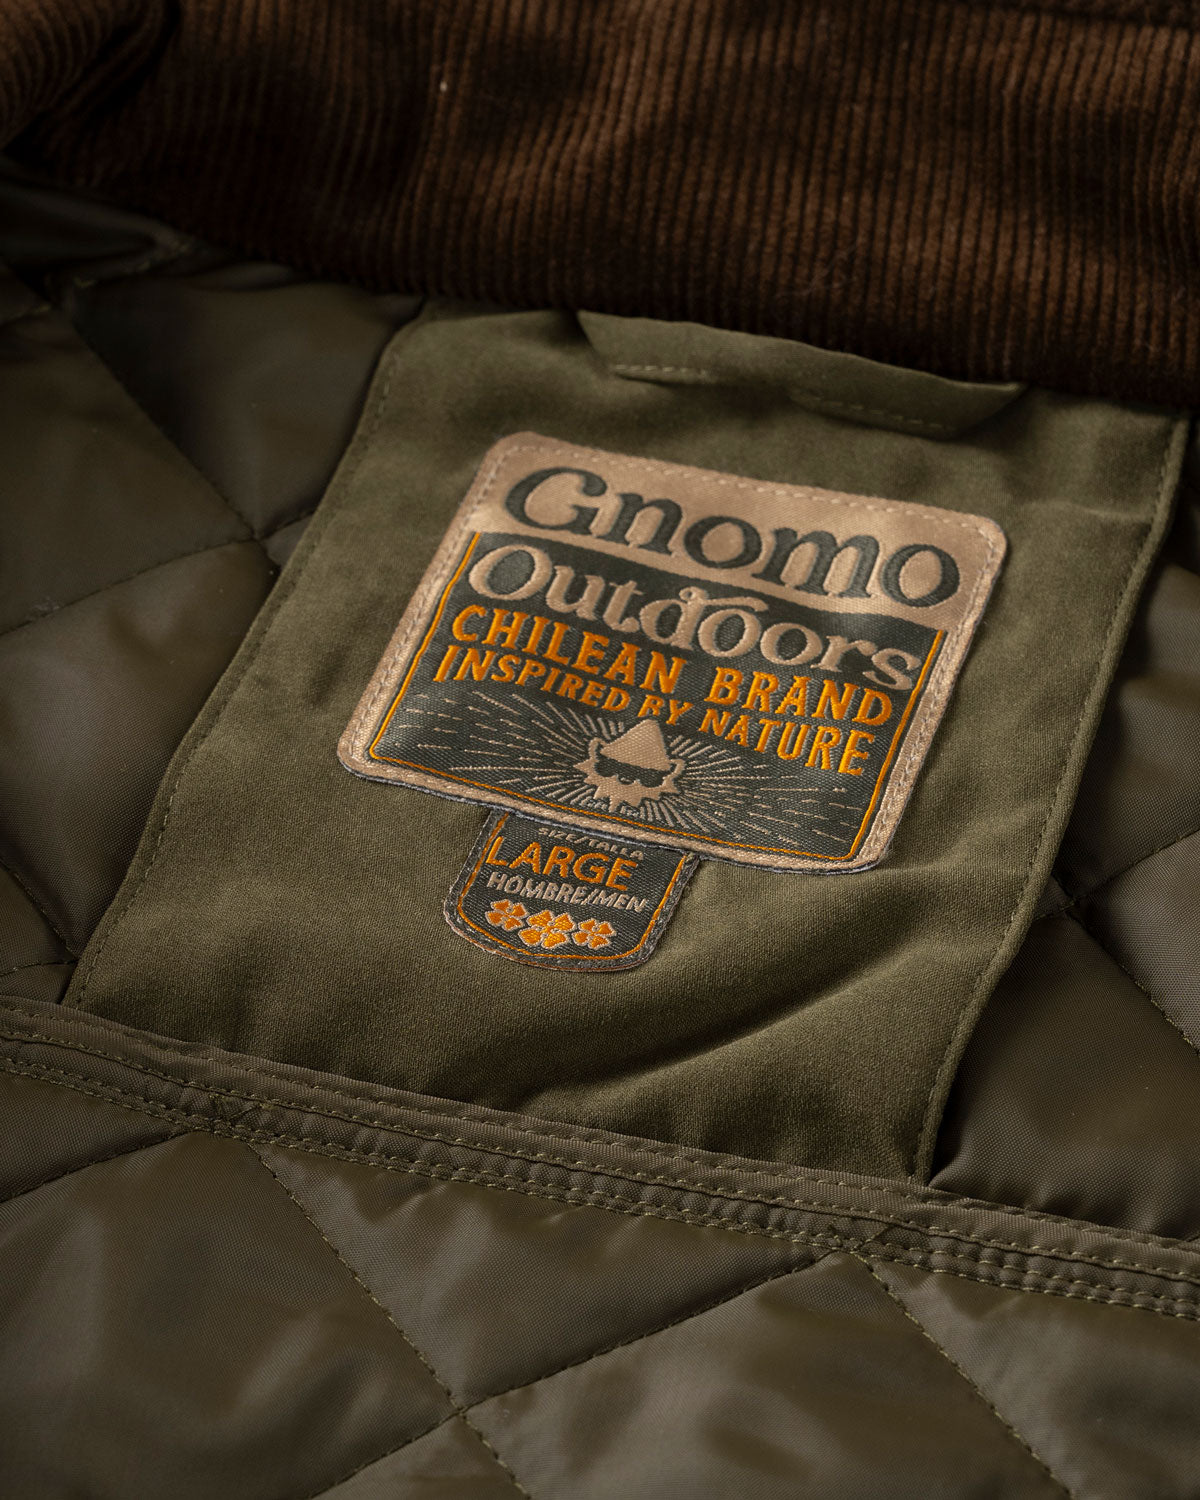 Gnomo
Outdoors
CHILEAN BRAND
INSPIRED BY NATURE
SIZE/TALLA
LARGE
HOMBRE/MEN